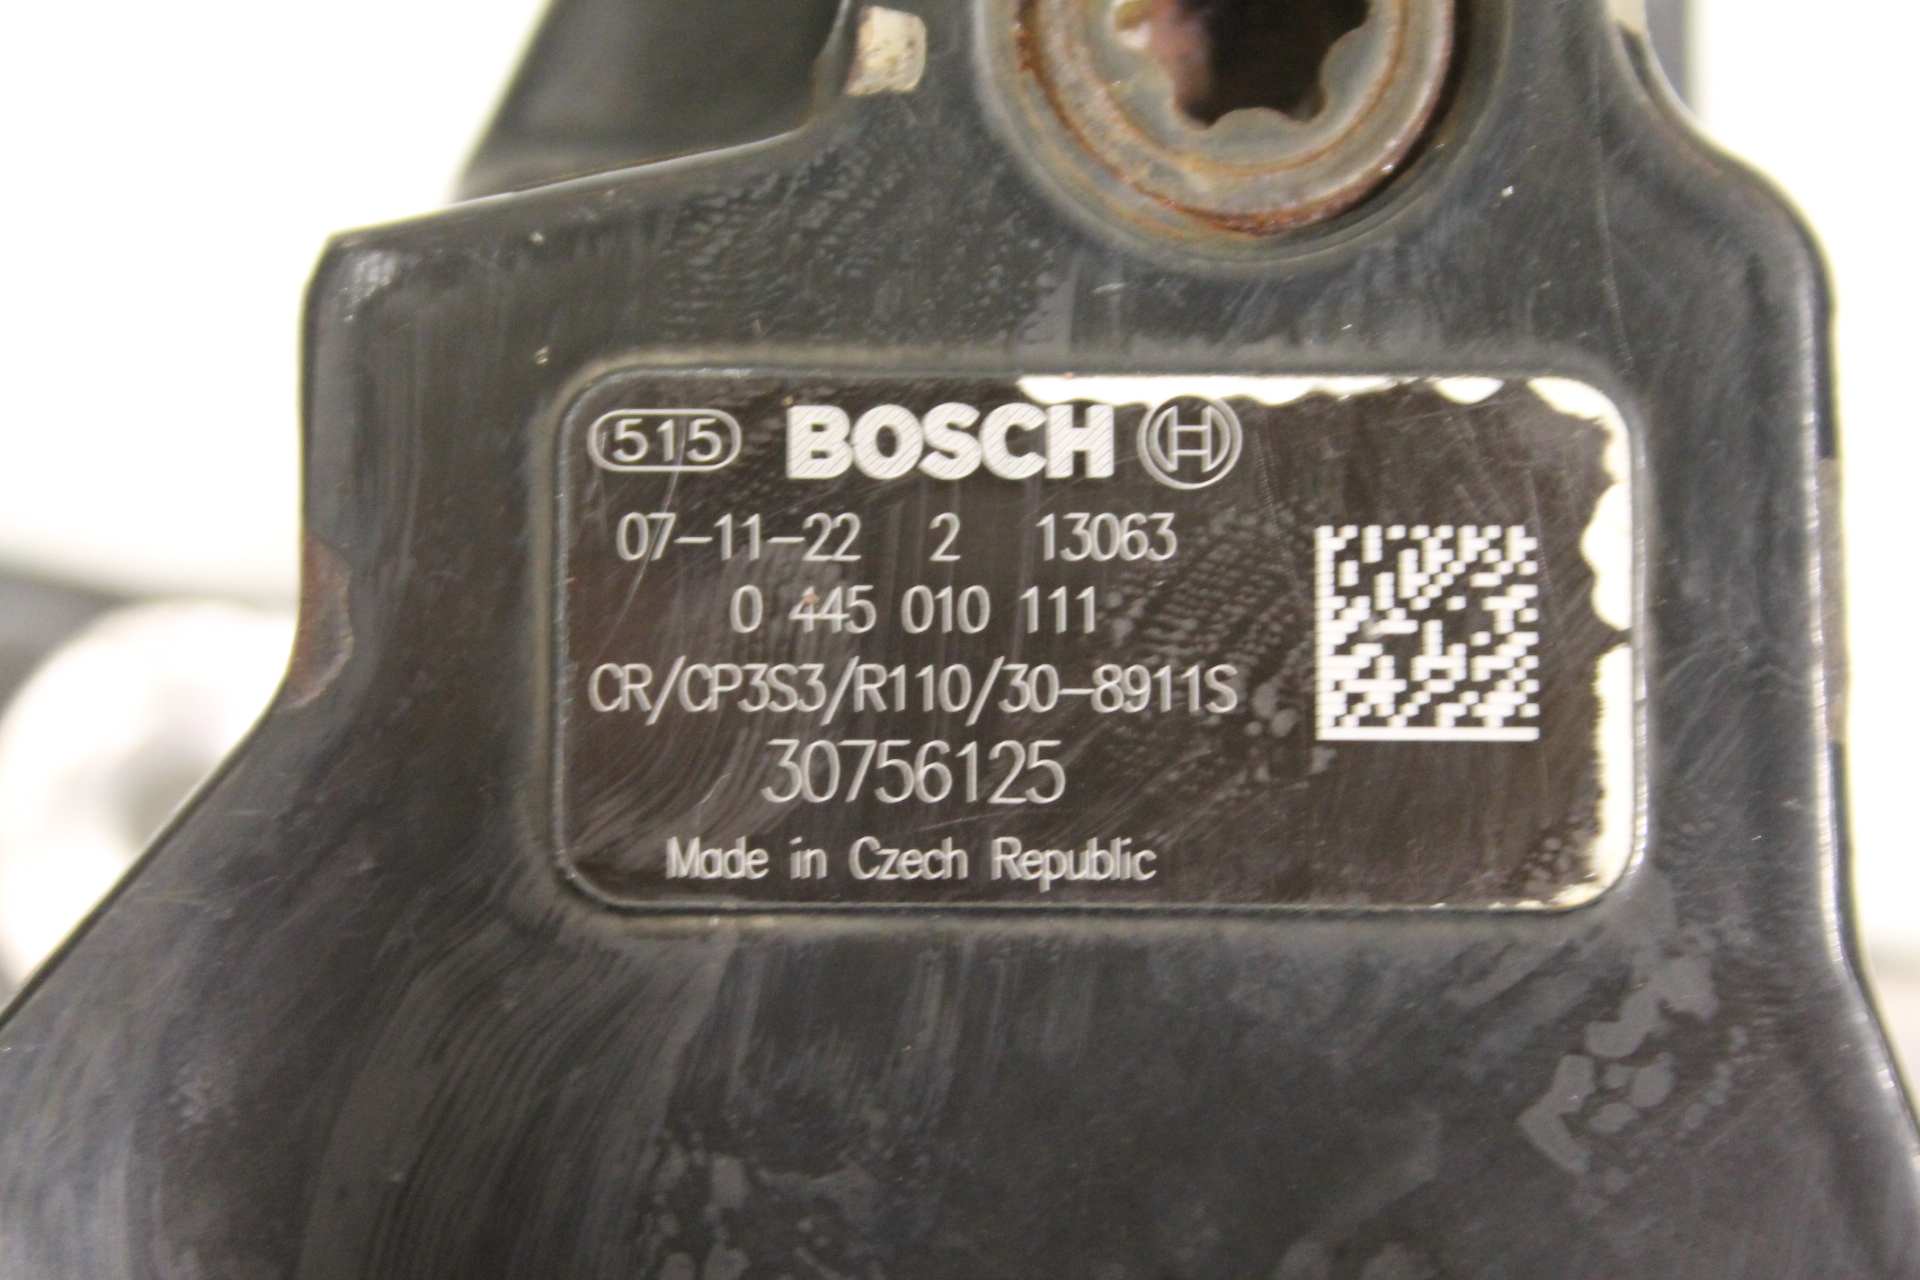 515 BOSCH
07-11-22 2 13063
0 445 010 111
CR/CP3S3/R110/30-8911S
30756125
Made in Czech Republic